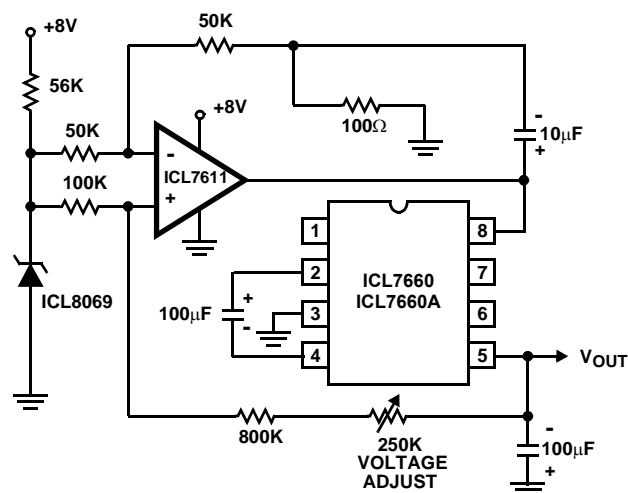 +8V
50K
56K
+8V
100Ω
-
10μF
+
50K
-
ICL7611
100K
+
ICL8069
1
8
2
ICL7660
7
ICL7660A
+
100μF
-
3
6
4
5
VOUT
800K
250K
VOLTAGE
ADJUST
-
100μF
+